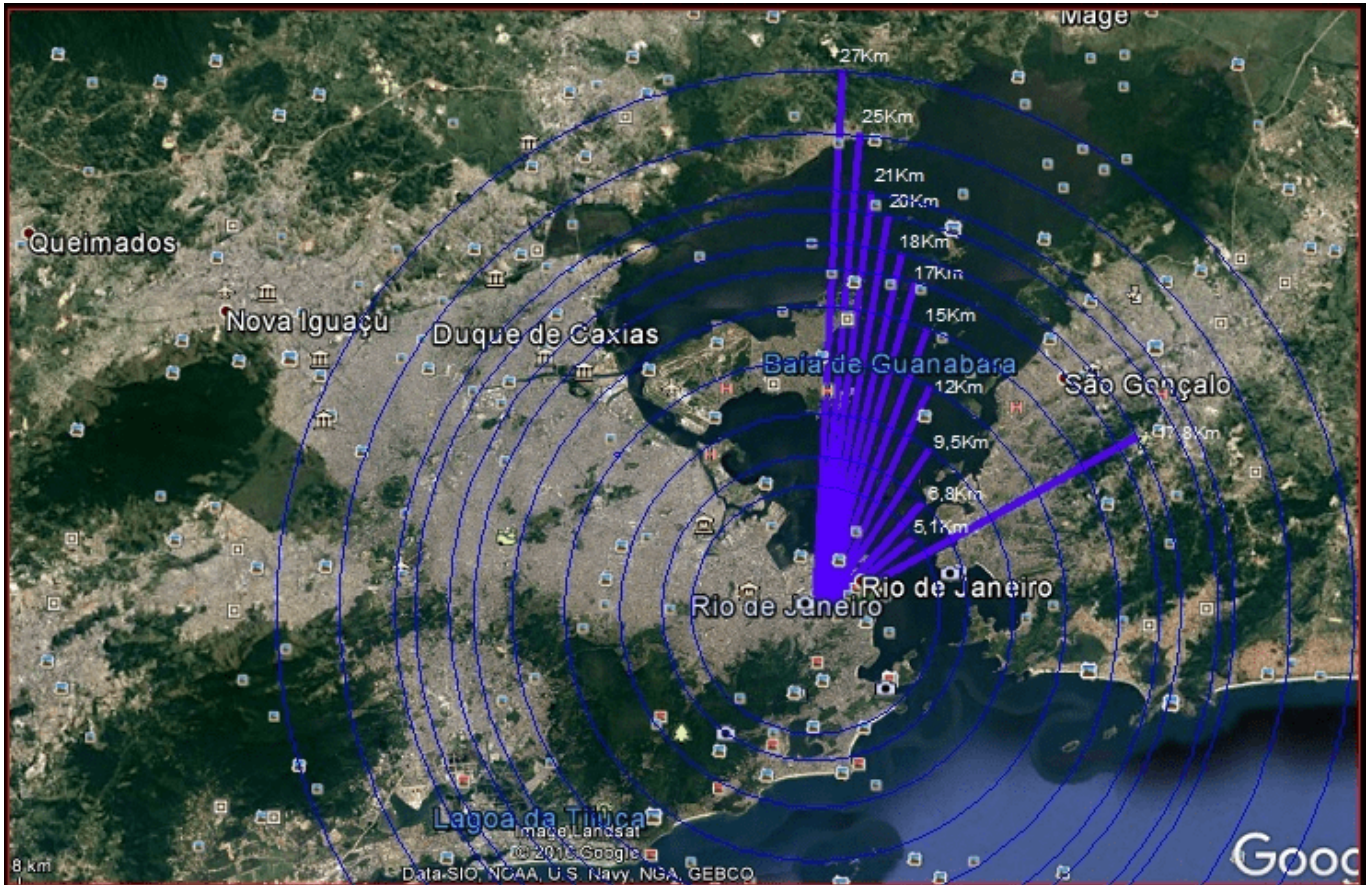 Magé
27Km
25Km
21Km
20Km
18Km
17Km
15Km
12Km
9,5Km
6,8Km
5,1Km
17,8Km
Queimados
Nova Iguaçu
Duque de Caxias
Baía de Guanabara
São Gonçalo
Rio de Janeiro
Rio de Janeiro
Lagoa da Tijuca
Image Landsat
Data SIO, NOAA, U.S. Navy, NGA, GEBCO
8 km
Goog